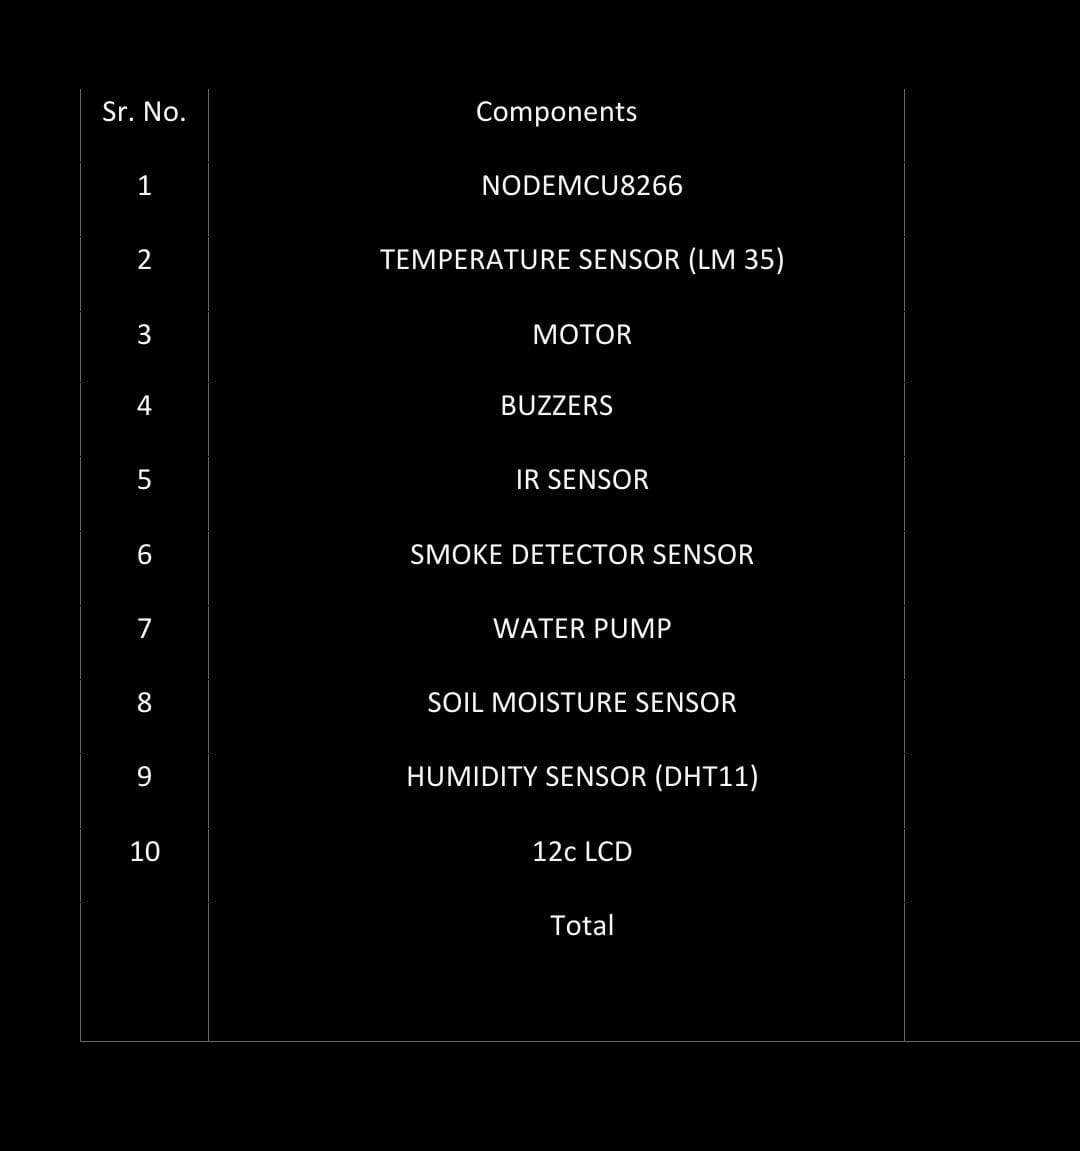 Sr. No. Components
1 NODEMCU8266
2 TEMPERATURE SENSOR (LM 35)
3 MOTOR
4 BUZZERS
5 IR SENSOR
6 SMOKE DETECTOR SENSOR
7 WATER PUMP
8 SOIL MOISTURE SENSOR
9 HUMIDITY SENSOR (DHT11)
10 12c LCD
Total